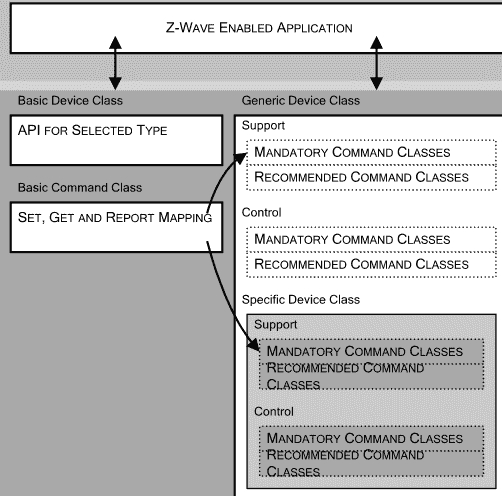 Z-WAVE ENABLED APPLICATION
Basic Device Class
API FOR SELECTED TYPE
Basic Command Class
SET, GET AND REPORT MAPPING
Generic Device Class
Support
MANDATORY COMMAND CLASSES
RECOMMENDED COMMAND CLASSES
Control
MANDATORY COMMAND CLASSES
RECOMMENDED COMMAND CLASSES
Specific Device Class
Support
MANDATORY COMMAND CLASSES
RECOMMENDED COMMAND
CLASSES
Control
MANDATORY COMMAND CLASSES
RECOMMENDED COMMAND
CLASSES